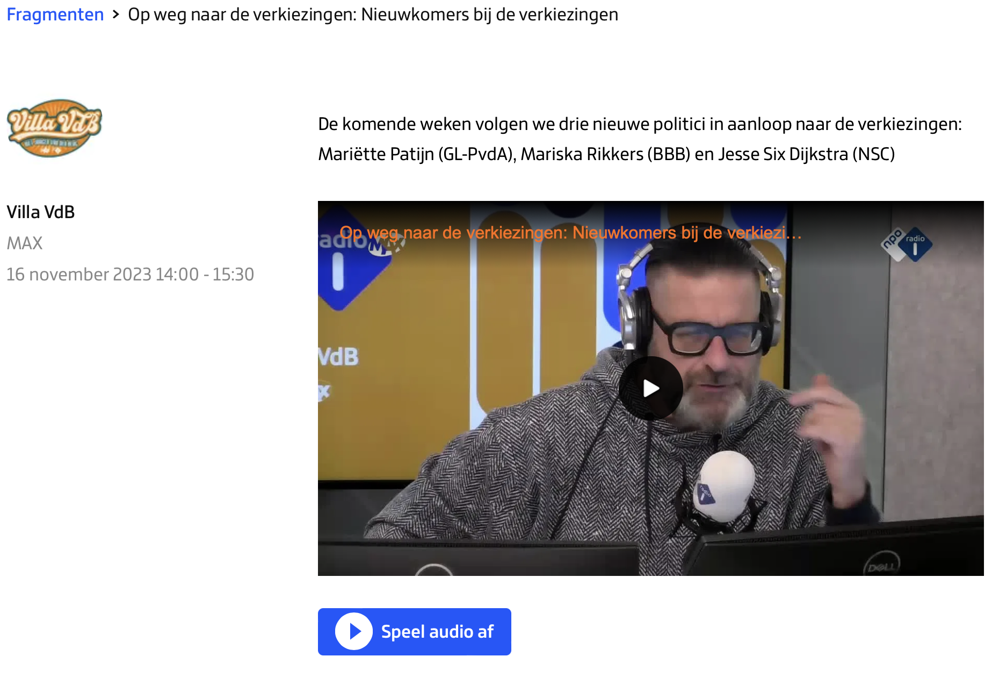 Fragmenten > Op weg naar de verkiezingen: Nieuwkomers bij de verkiezingen
Villa VdB
De komende weken volgen we drie nieuwe politici in aanloop naar de verkiezingen:
Mariëtte Patijn (GL-PvdA), Mariska Rikkers (BBB) en Jesse Six Dijkstra (NSC)
Villa VdB
MAX
16 november 2023 14:00 - 15:30
Op weg naar de verkiezingen: Nieuwkomers bij de verkiezi...
radio
npo
radio
VdB
radio
DELL
Speel audio af